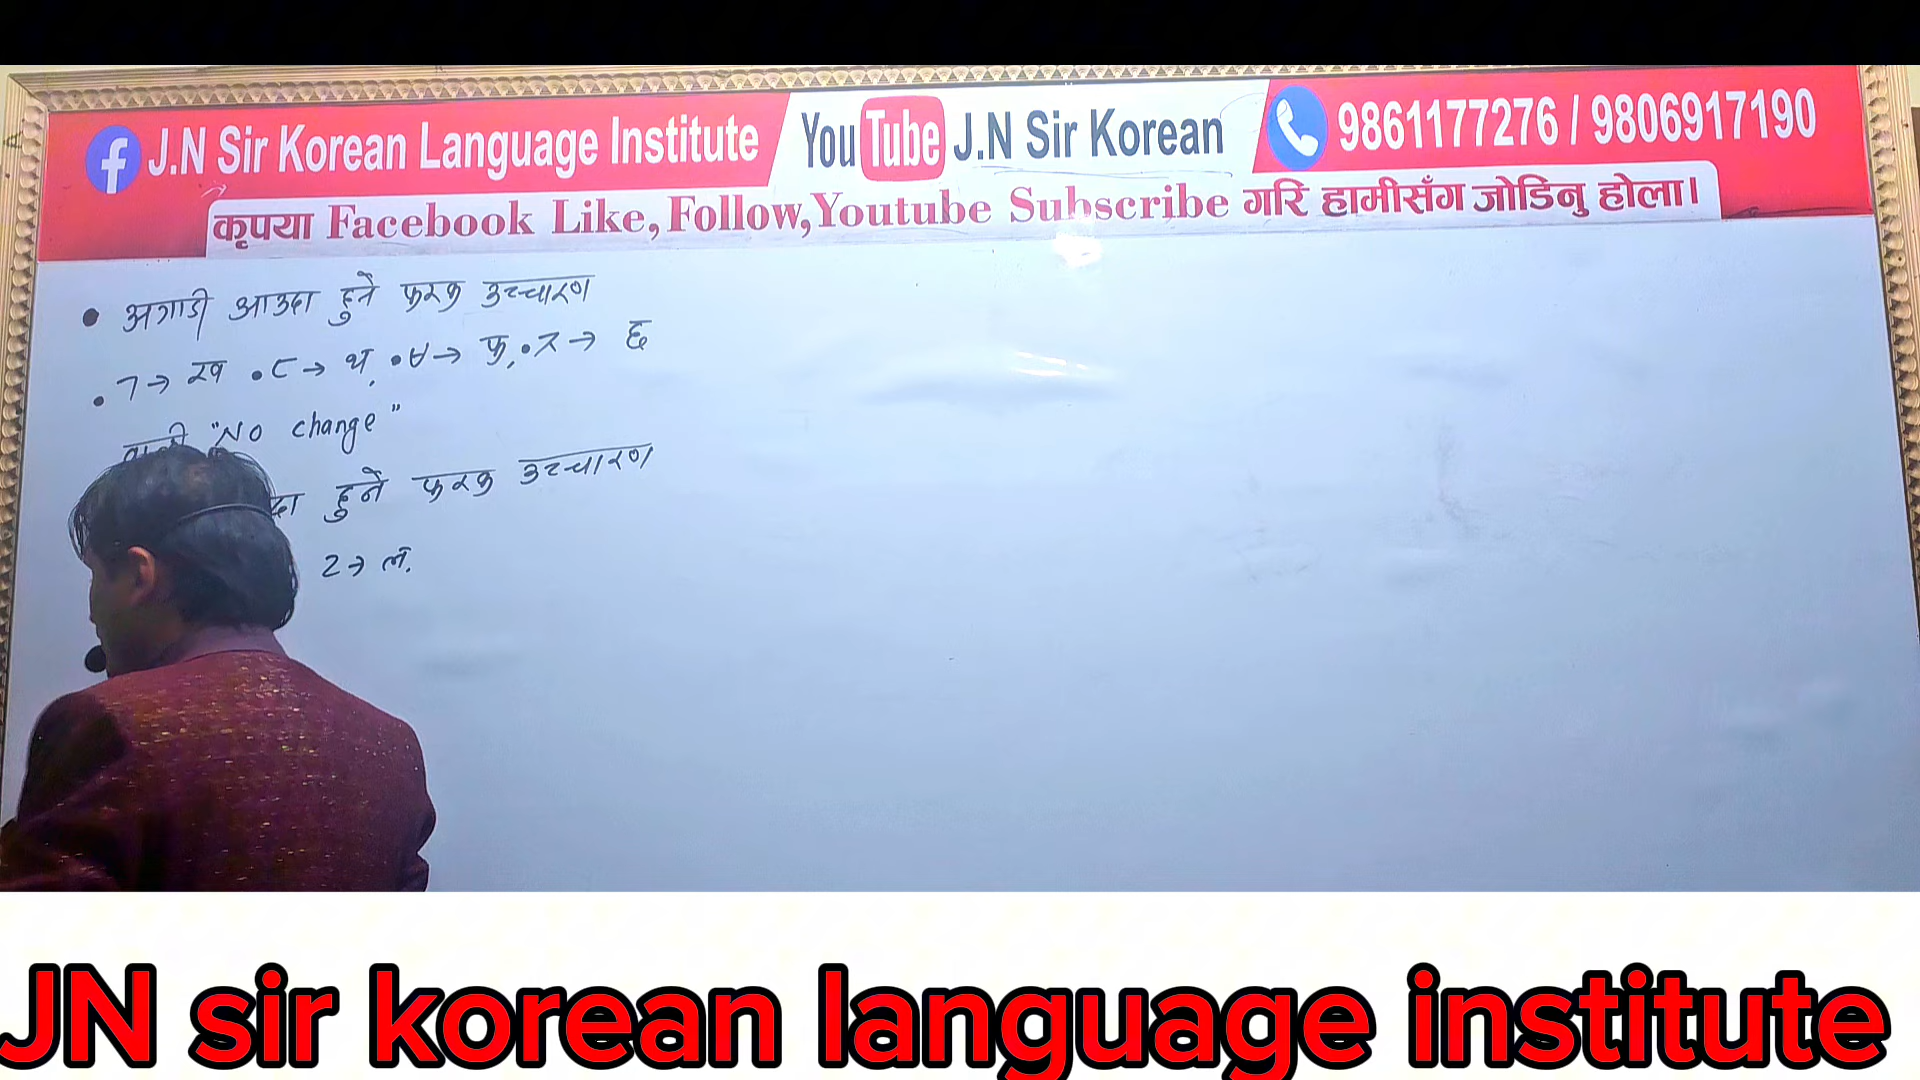 J.N Sir Korean Language Institute
YouTube J.N Sir Korean
9861177276 / 9806917190
कृपया Facebook Like, Follow, Youtube Subscribe गरि हामीसँग जोडिनु होला।
• अगाडी आउदा हुने फरक उच्चारण
• ㄱ→ ख • ㄷ→ थ, • ㅂ→ फ, • ㅈ→ छ
"No change"
दा हुने फरक उच्चारण
ㄹ→ ल्.
JN sir korean language institute